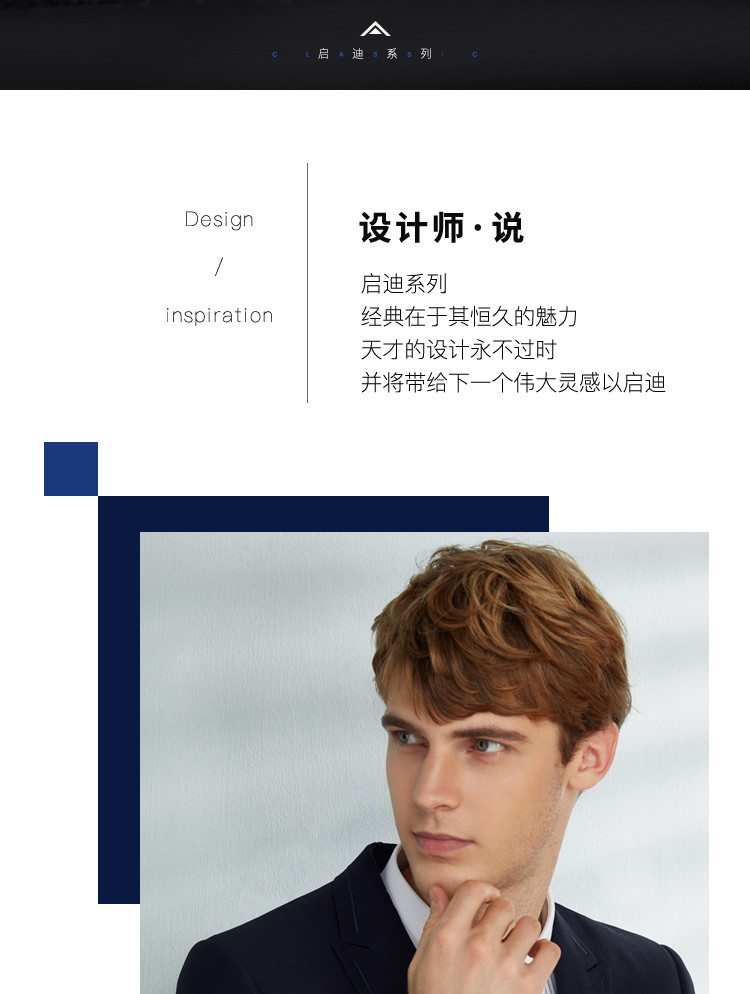 C L 启 A 迪 S 系 S 列 I C
Design
/
inspiration
设计师·说
启迪系列
经典在于其恒久的魅力
天才的设计永不过时
并将带给下一个伟大灵感以启迪